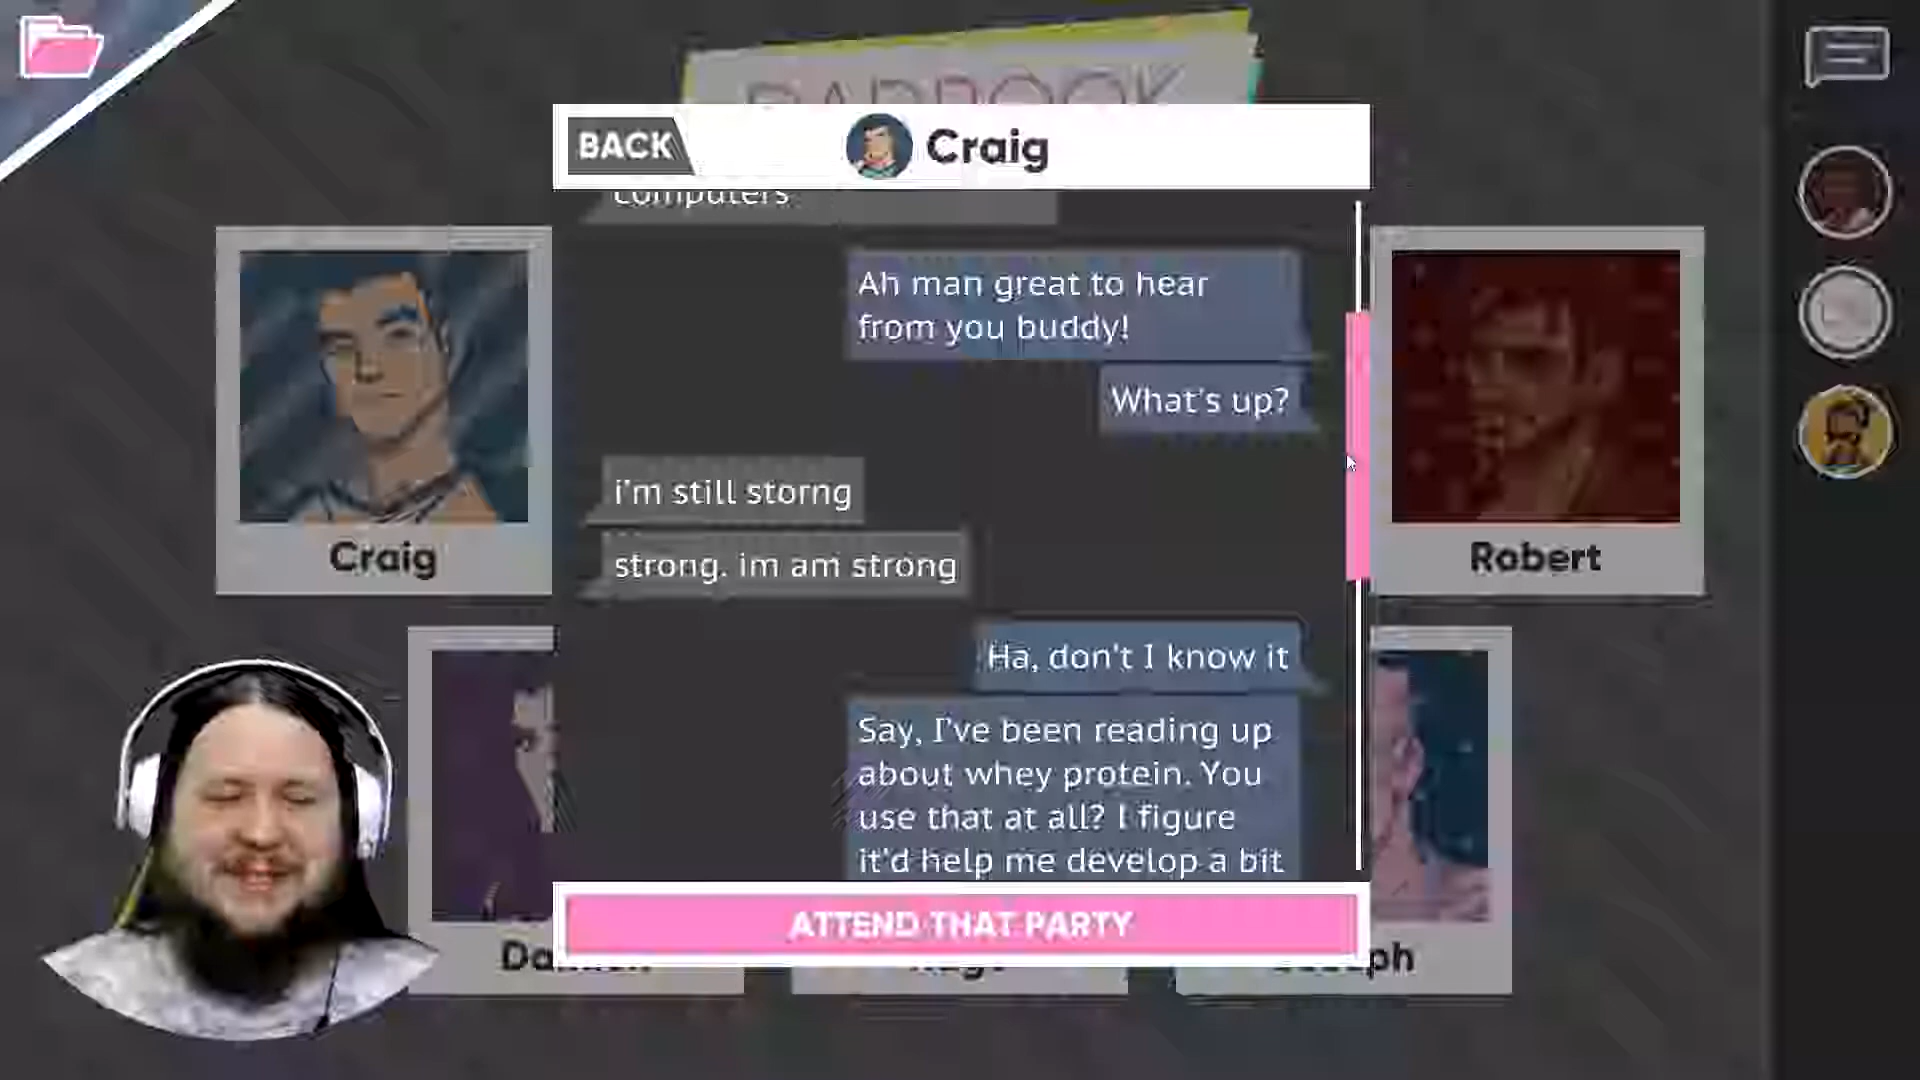 DADBOOK
BACK
Craig
computers
Ah man great to hear
from you buddy!
What's up?
i'm still storng
strong. im am strong
Ha, don't I know it
Say, I've been reading up
about whey protein. You
use that at all? I figure
it'd help me develop a bit
ATTEND THAT PARTY
Craig
Robert